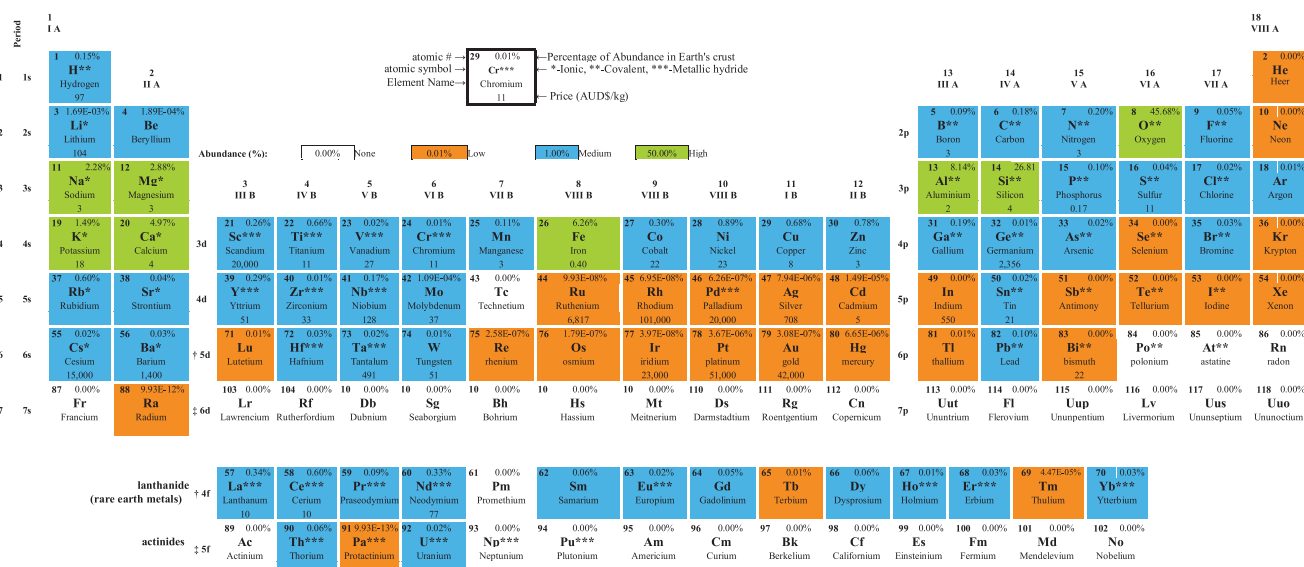 1
I A
18
VIII A
Period
atomic #
29 0.01%
Percentage of Abundance in Earth's crust
atomic symbol
Cr***
*-Ionic, **-Covalent, ***-Metallic hydride
Element Name
Chromium
11
Price (AUD$/kg)
1 1s
1 0.15%
H**
Hydrogen
97
2
II A
13
III A
14
IV A
15
V A
16
VI A
17
VII A
2 0.00%
He
Heer
2 2s
3 1.69E-03% 4 1.89E-04%
Li* Be
Lithium Beryllium
104
2p
5 0.09% 6 0.18% 7 0.20% 8 45.68% 9 0.05% 10 0.00%
B** C** N** O** F** Ne
Boron Carbon Nitrogen Oxygen Fluorine Neon
3 3
Abundance (%): 0.00% None 0.01% Low 1.00% Medium 50.00% High
3 3s
11 2.28% 12 2.88%
Na* Mg*
Sodium Magnesium
3 3
3 4 5 6 7 8 9 10 11 12
III B IV B V B VI B VII B VIII B VIII B VIII B I B II B
3p
13 8.14% 14 26.81 15 0.10% 16 0.04% 17 0.02% 18 0.01%
Al** Si** P** S** Cl** Ar
Aluminium Silicon Phosphorus Sulfur Chlorine Argon
2 4 0.17 11
4 4s
19 1.49% 20 4.97%
K* Ca*
Potassium Calcium
18 4
3d
21 0.26% 22 0.66% 23 0.02% 24 0.01% 25 0.11% 26 6.26% 27 0.30% 28 0.89% 29 0.68% 30 0.78%
Sc*** Ti*** V*** Cr*** Mn Fe Co Ni Cu Zn
Scandium Titanium Vanadium Chromium Manganese Iron Cobalt Nickel Copper Zinc
20,000 11 27 11 3 0.40 22 23 8 3
4p
31 0.19% 32 0.01% 33 0.02% 34 0.00% 35 0.03% 36 0.00%
Ga** Ge** As** Se** Br** Kr
Gallium Germanium Arsenic Selenium Bromine Krypton
2,356
5 5s
37 0.60% 38 0.04%
Rb* Sr*
Rubidium Strontium
4d
39 0.29% 40 0.01% 41 0.17% 42 1.09E-04% 43 0.00% 44 9.93E-08% 45 6.95E-08% 46 6.26E-07% 47 7.94E-06% 48 1.49E-05%
Y*** Zr*** Nb*** Mo Tc Ru Rh Pd*** Ag Cd
Yttrium Zirconium Niobium Molybdenum Technetium Ruthenium Rhodium Palladium Silver Cadmium
51 33 128 37 6,817 101,000 20,000 708 5
5p
49 0.00% 50 0.02% 51 0.00% 52 0.00% 53 0.00% 54 0.00%
In Sn** Sb** Te** I** Xe
Indium Tin Antimony Tellurium Iodine Xenon
550 21
6 6s
55 0.02% 56 0.03%
Cs* Ba*
Cesium Barium
15,000 1,400
† 5d
71 0.01% 72 0.03% 73 0.02% 74 0.01% 75 2.58E-07% 76 1.79E-07% 77 3.97E-08% 78 3.67E-06% 79 3.08E-07% 80 6.65E-06%
Lu Hf*** Ta*** W Re Os Ir Pt Au Hg
Lutetium Hafnium Tantalum Tungsten rhenium osmium iridium platinum gold mercury
491 51 23,000 51,000 42,000
6p
81 0.01% 82 0.10% 83 0.00% 84 0.00% 85 0.00% 86 0.00%
Tl Pb** Bi** Po** At** Rn
thallium Lead bismuth polonium astatine radon
22
7 7s
87 0.00% 88 9.93E-12%
Fr Ra
Francium Radium
‡ 6d
103 0.00% 104 0.00% 10 0.00% 10 0.00% 10 0.00% 10 0.00% 10 0.00% 110 0.00% 111 0.00% 112 0.00%
Lr Rf Db Sg Bh Hs Mt Ds Rg Cn
Lawrencium Rutherfordium Dubnium Seaborgium Bohrium Hassium Meitnerium Darmstadtium Roentgentium Copernicum
7p
113 0.00% 114 0.00% 115 0.00% 116 0.00% 117 0.00% 118 0.00%
Uut Fl Uup Lv Uus Uuo
Ununtrium Flerovium Ununpentium Livermorium Ununseptium Ununoctium
lanthanide
(rare earth metals)
† 4f
57 0.34% 58 0.60% 59 0.09% 60 0.33% 61 0.00% 62 0.06% 63 0.02% 64 0.05% 65 0.01% 66 0.06% 67 0.01% 68 0.03% 69 4.47E-05% 70 0.03%
La*** Ce*** Pr*** Nd*** Pm Sm Eu*** Gd Tb Dy Ho*** Er*** Tm Yb***
Lanthanum Cerium Praseodymium Neodymium Promethium Samarium Europium Gadolinium Terbium Dysprosium Holmium Erbium Thulium Ytterbium
10 10 77
actinides
‡ 5f
89 0.00% 90 0.06% 91 9.93E-13% 92 0.02% 93 0.00% 94 0.00% 95 0.00% 96 0.00% 97 0.00% 98 0.00% 99 0.00% 100 0.00% 101 0.00% 102 0.00%
Ac Th*** Pa*** U*** Np*** Pu*** Am Cm Bk Cf Es Fm Md No
Actinium Thorium Protactinium Uranium Neptunium Plutonium Americium Curium Berkelium Californium Einsteinium Fermium Mendelevium Nobelium